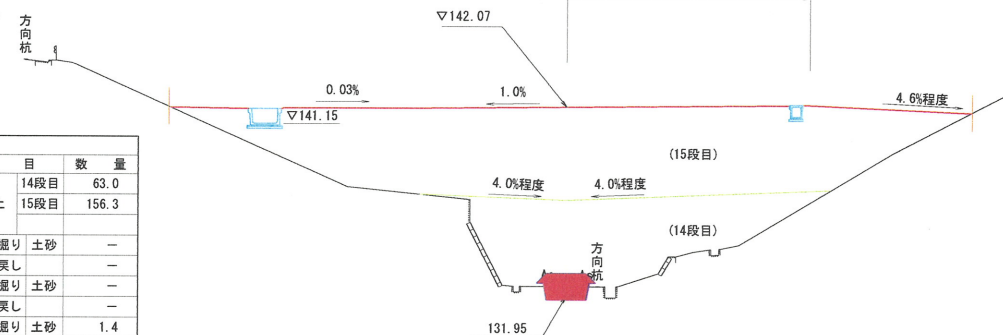 方向杭
▽142.07
0.03%
1.0%
4.6%程度
▽141.15
(15段目)
4.0%程度
4.0%程度
(14段目)
方向杭
131.95
目 数 量
14段目 63.0
15段目 156.3
掘り 土砂 −
戻し −
掘り 土砂 −
戻し −
掘り 土砂 1.4